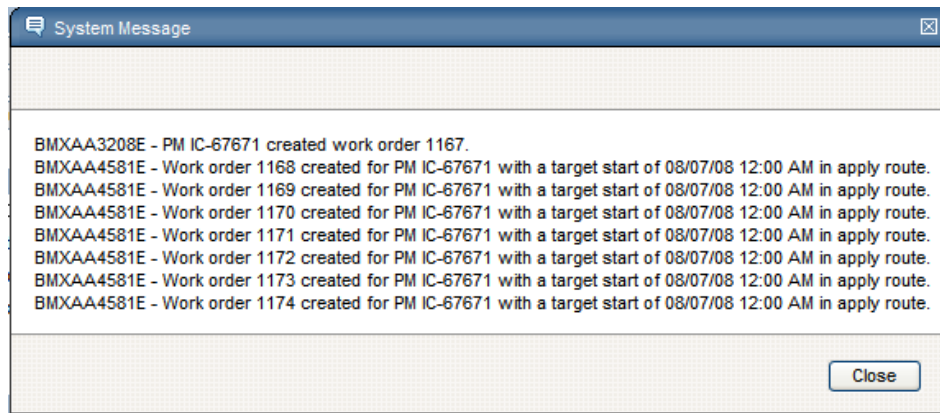 System Message
BMXAA3208E - PM IC-67671 created work order 1167.
BMXAA4581E - Work order 1168 created for PM IC-67671 with a target start of 08/07/08 12:00 AM in apply route.
BMXAA4581E - Work order 1169 created for PM IC-67671 with a target start of 08/07/08 12:00 AM in apply route.
BMXAA4581E - Work order 1170 created for PM IC-67671 with a target start of 08/07/08 12:00 AM in apply route.
BMXAA4581E - Work order 1171 created for PM IC-67671 with a target start of 08/07/08 12:00 AM in apply route.
BMXAA4581E - Work order 1172 created for PM IC-67671 with a target start of 08/07/08 12:00 AM in apply route.
BMXAA4581E - Work order 1173 created for PM IC-67671 with a target start of 08/07/08 12:00 AM in apply route.
BMXAA4581E - Work order 1174 created for PM IC-67671 with a target start of 08/07/08 12:00 AM in apply route.
Close